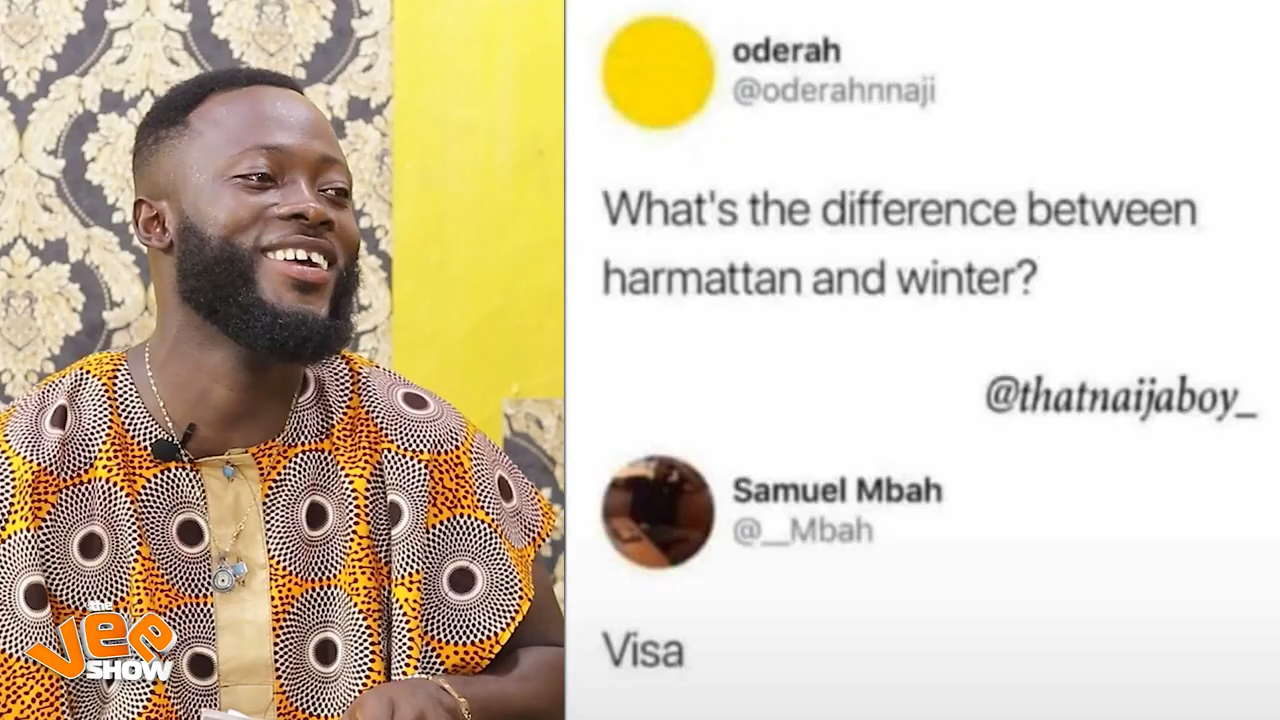 the
Vee
SHOW
oderah
@oderahnnaji
What's the difference between
harmattan and winter?
@thatnaijaboy_
Samuel Mbah
@__Mbah
Visa